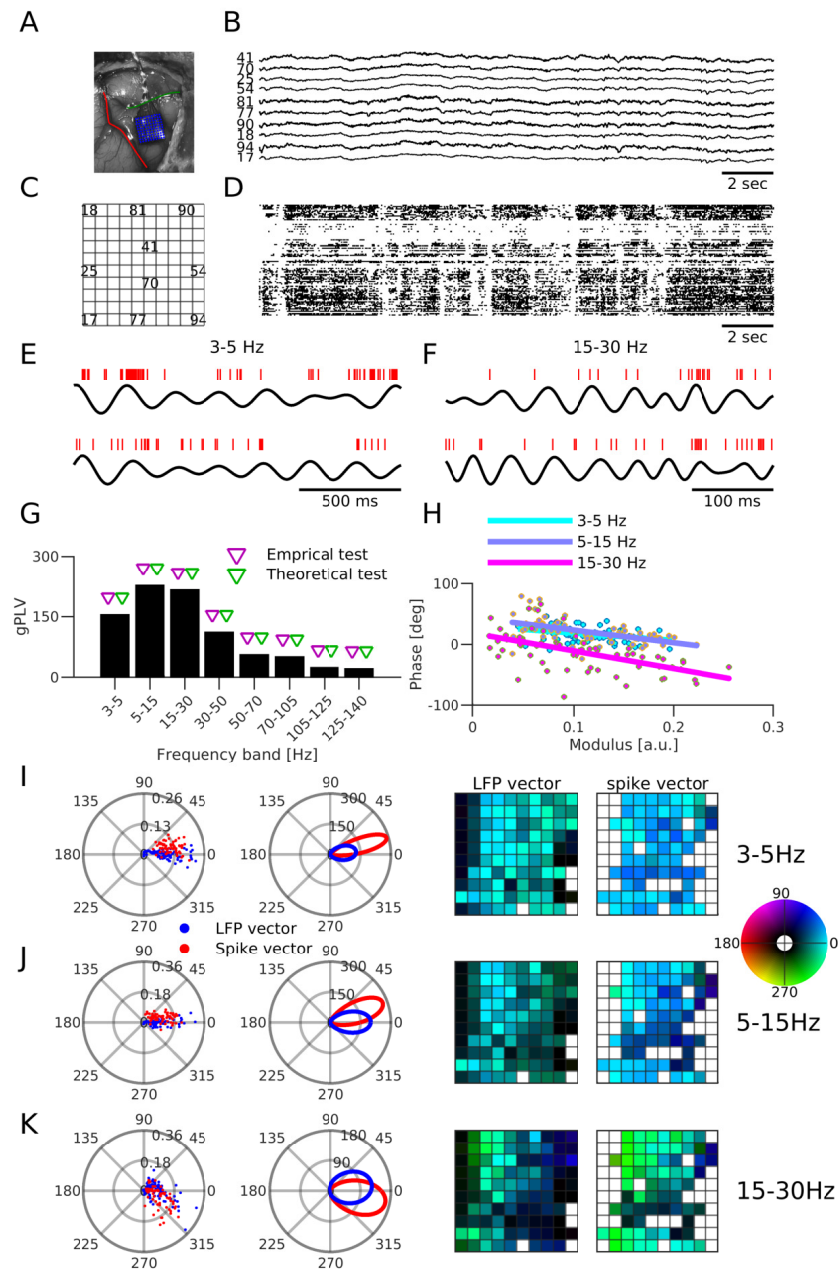 A
B
41
70
25
54
81
77
90
18
94
17
2 sec
C
18 81 90
41
25 54
70
17 77 94
D
2 sec
E
3-5 Hz
500 ms
F
15-30 Hz
100 ms
G
300
150
0
gPLV
Emprical test
Theoretical test
3-5
5-15
15-30
30-50
50-70
70-105
105-125
125-140
Frequency band [Hz]
H
3-5 Hz
5-15 Hz
15-30 Hz
100
0
-100
Phase [deg]
0 0.1 0.2 0.3
Modulus [a.u.]
I
90
135 0.26 45
0.13
180 0
225 315
270
90
135 300 45
150
180 0
225 315
270
LFP vector
spike vector
3-5Hz
LFP vector
Spike vector
J
90
135 0.36 45
0.18
180 0
225 315
270
90
135 300 45
150
180 0
225 315
270
90
180 0
270
5-15Hz
K
90
135 0.36 45
0.18
180 0
225 315
270
90
135 180 45
90
180 0
225 315
270
15-30Hz